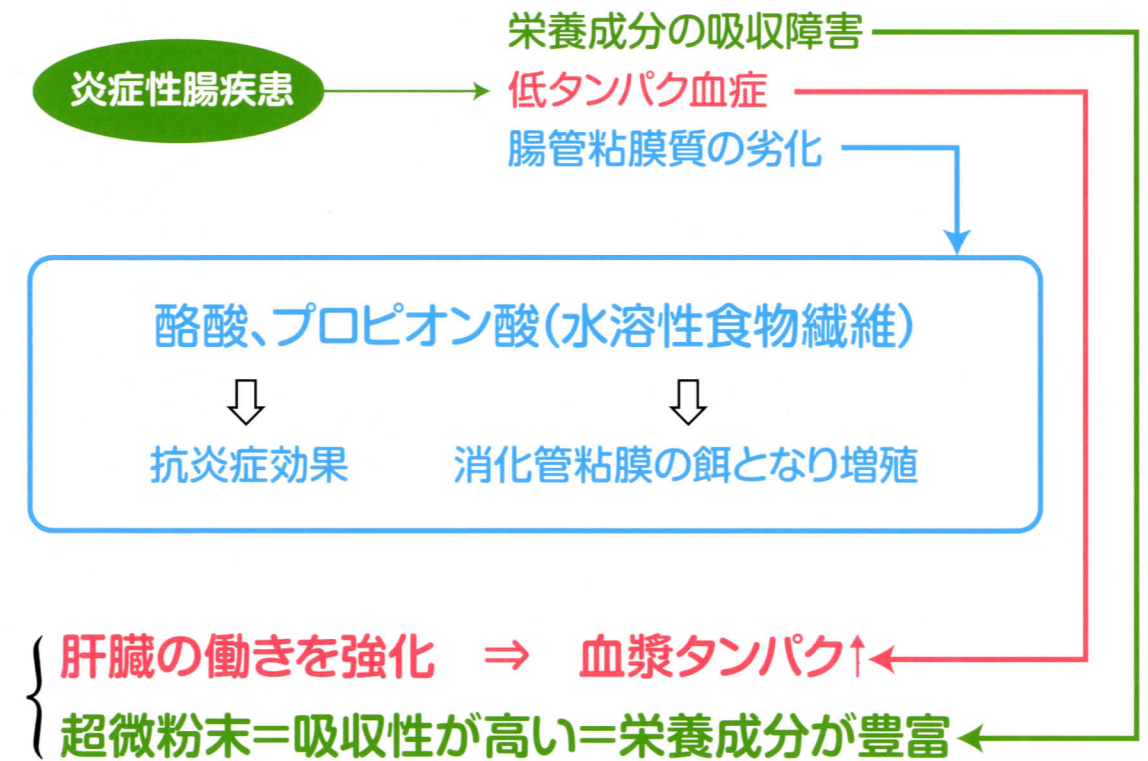 栄養成分の吸収障害
炎症性腸疾患
低タンパク血症
腸管粘膜質の劣化
酪酸、プロピオン酸(水溶性食物繊維)
抗炎症効果
消化管粘膜の餌となり増殖
肝臓の働きを強化 ⇒ 血漿タンパク↑
超微粉末＝吸収性が高い＝栄養成分が豊富